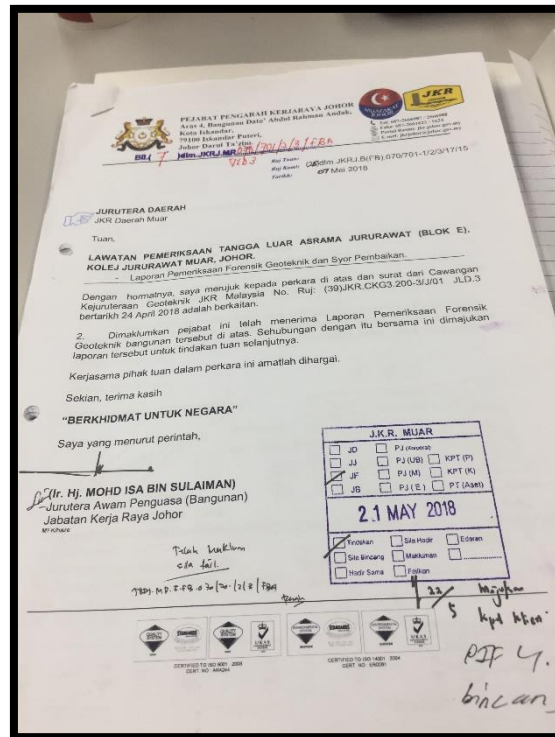 PEJABAT PENGARAH KERJARAYA JOHOR
Aras 4, Bangunan Dato' Abdul Rahman Andak,
Kota Iskandar,
79100 Iskandar Puteri,
Johor Darul Ta'zim.
JKR
Ruj Tuan:
Ruj Kami: dlm JKRJ.B(FB).070/701-1/2/3/17/15
Tarikh: 07 Mei 2018
JURUTERA DAERAH
JKR Daerah Muar
Tuan,
LAWATAN PEMERIKSAAN TANGGA LUAR ASRAMA JURURAWAT (BLOK E),
KOLEJ JURURAWAT MUAR, JOHOR.
- Laporan Pemeriksaan Forensik Geoteknik dan Syor Pembaikan.
Dengan hormatnya, saya merujuk kepada perkara di atas dan surat dari Cawangan
Kejuruteraan Geoteknik JKR Malaysia No. Ruj: (39)JKR.CKG3.200-3/J/01 JLD.3
bertarikh 24 April 2018 adalah berkaitan.
2. Dimaklumkan pejabat ini telah menerima Laporan Pemeriksaan Forensik
Geoteknik bangunan tersebut di atas. Sehubungan dengan itu bersama ini dimajukan
laporan tersebut untuk tindakan tuan selanjutnya.
Kerjasama pihak tuan dalam perkara ini amatlah dihargai.
Sekian, terima kasih
"BERKHIDMAT UNTUK NEGARA"
Saya yang menurut perintah,
(Ir. Hj. MOHD ISA BIN SULAIMAN)
Jurutera Awam Penguasa (Bangunan)
Jabatan Kerja Raya Johor
J.K.R. MUAR
JD
JJ PJ (UB) KPT (P)
JF PJ (M) KPT (K)
JB PJ (E) PT (Aset)
21 MAY 2018
Tindakan Sila Hadir Edaran
Sila Bincang Makluman
Hadir Sama Failkan
sila fail.
22/5
bincang
CERTIFIED TO ISO 9001 : 2008
CERTIFIED TO ISO 14001 : 2004